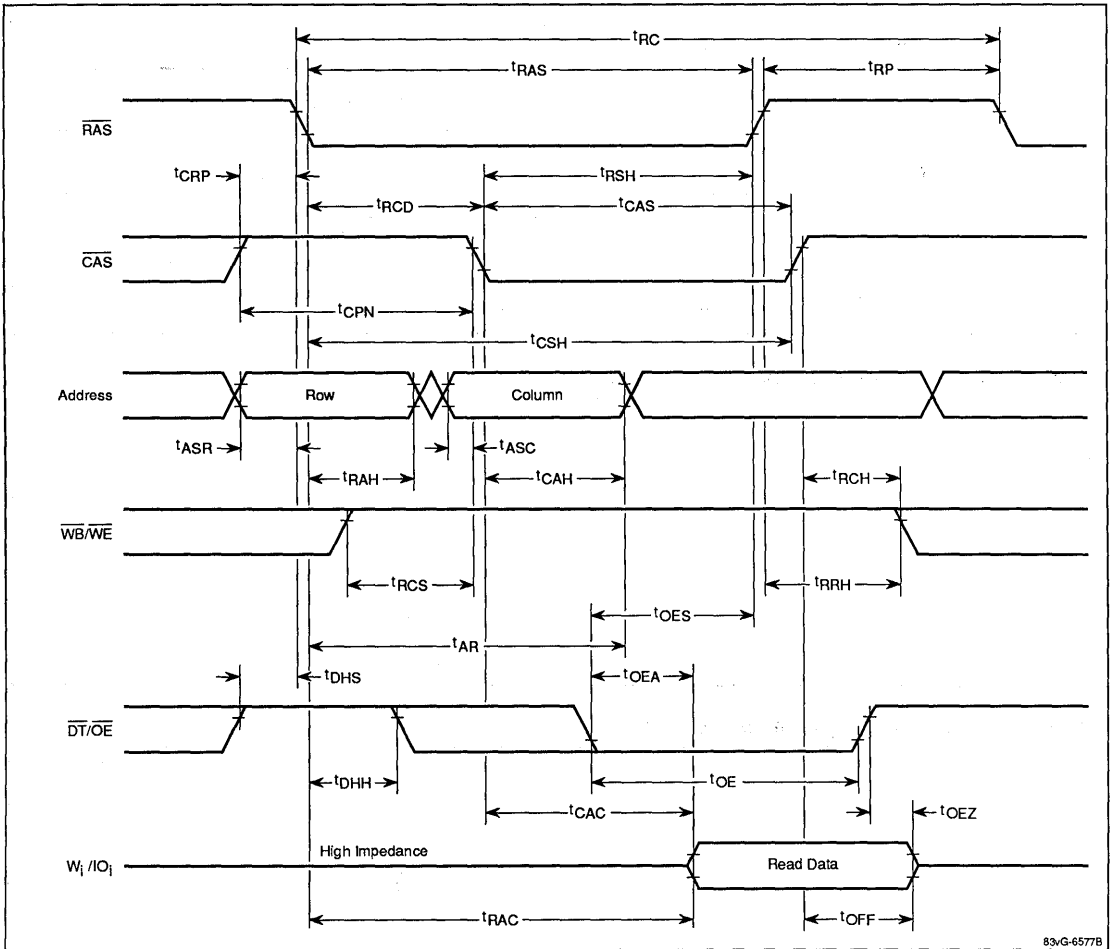 tRC
tRAS
tRP
RAS
tCRP
tRSH
tRCD
tCAS
CAS
tCPN
tCSH
Address
Row
Column
tASR
tASC
tRAH
tCAH
tRCH
WB/WE
tRCS
tRRH
tOES
tAR
tDHS
tOEA
DT/OE
tDHH
tOE
tCAC
tOEZ
High Impedance
Wi /IOi
Read Data
tRAC
tOFF
83vG-6577B